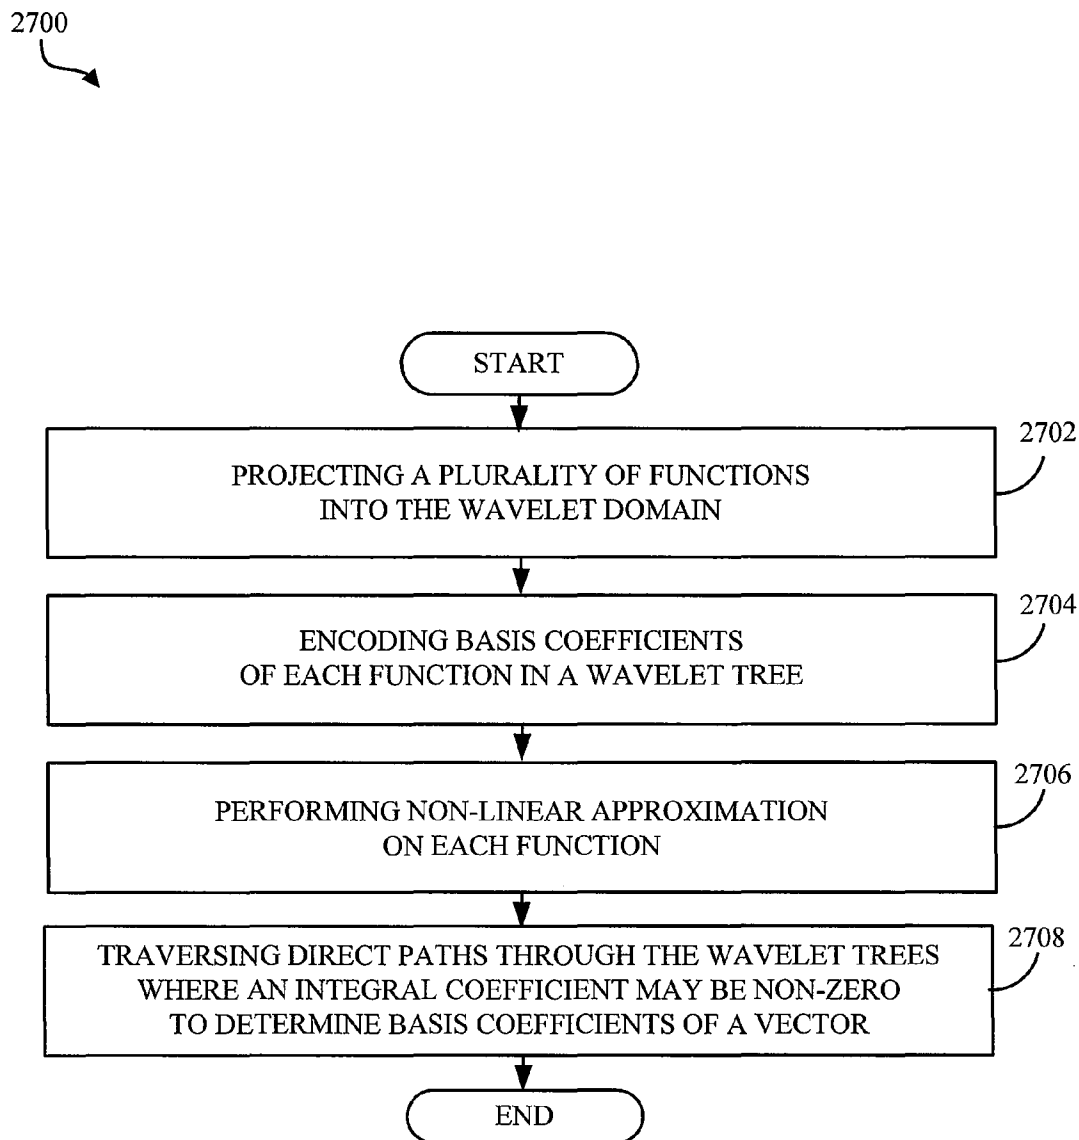 2700
START
2702
PROJECTING A PLURALITY OF FUNCTIONS
INTO THE WAVELET DOMAIN
2704
ENCODING BASIS COEFFICIENTS
OF EACH FUNCTION IN A WAVELET TREE
2706
PERFORMING NON-LINEAR APPROXIMATION
ON EACH FUNCTION
2708
TRAVERSING DIRECT PATHS THROUGH THE WAVELET TREES
WHERE AN INTEGRAL COEFFICIENT MAY BE NON-ZERO
TO DETERMINE BASIS COEFFICIENTS OF A VECTOR
END